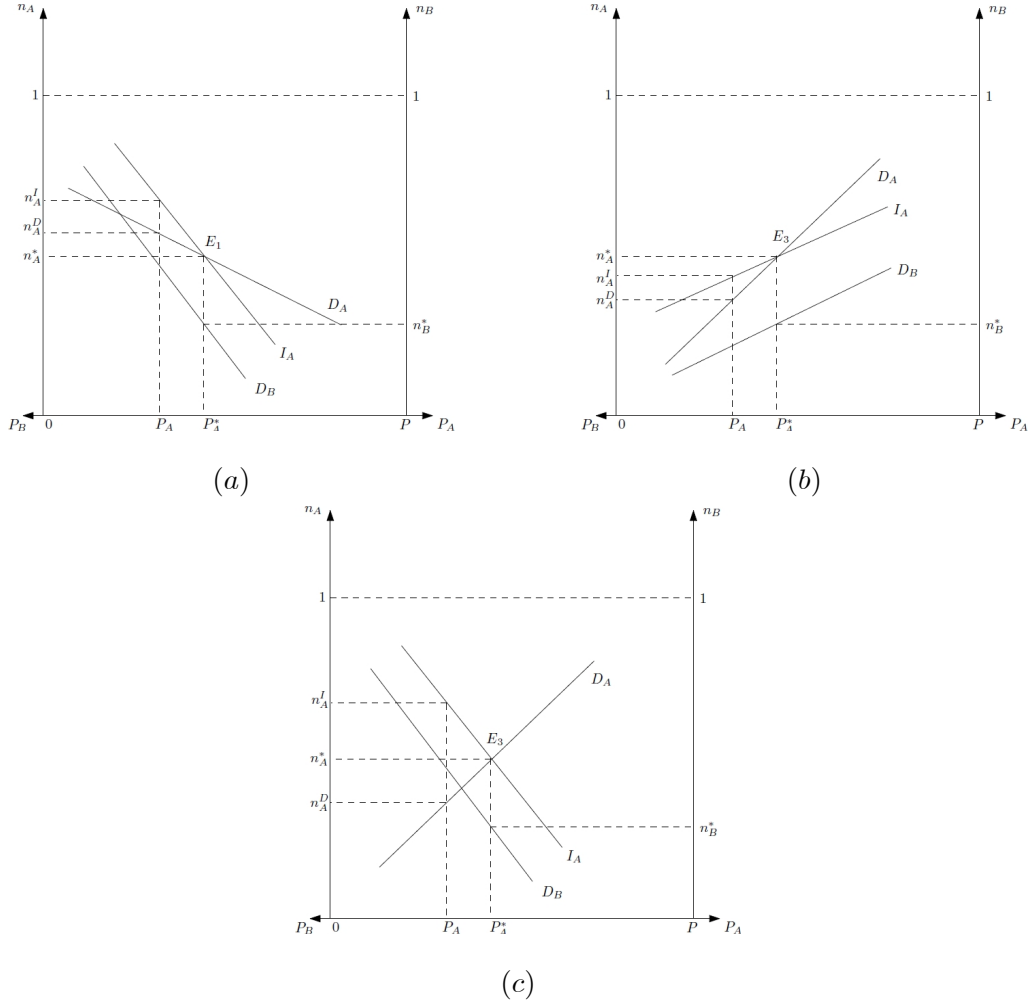 n_A n_B n_A n_B
1 1 1 1
n_A^I
n_A^D
n_A^* E_1
D_A
n_B^*
I_A
D_B
P_B 0 P_A P_A^* P P_A
(a)
D_A
I_A
n_A^* E_3
n_A^I
n_A^D
D_B
n_B^*
P_B 0 P_A P_A^* P P_A
(b)
n_A n_B
1 1
n_A^I
D_A
n_A^* E_3
n_A^D
n_B^*
I_A
D_B
P_B 0 P_A P_A^* P P_A
(c)